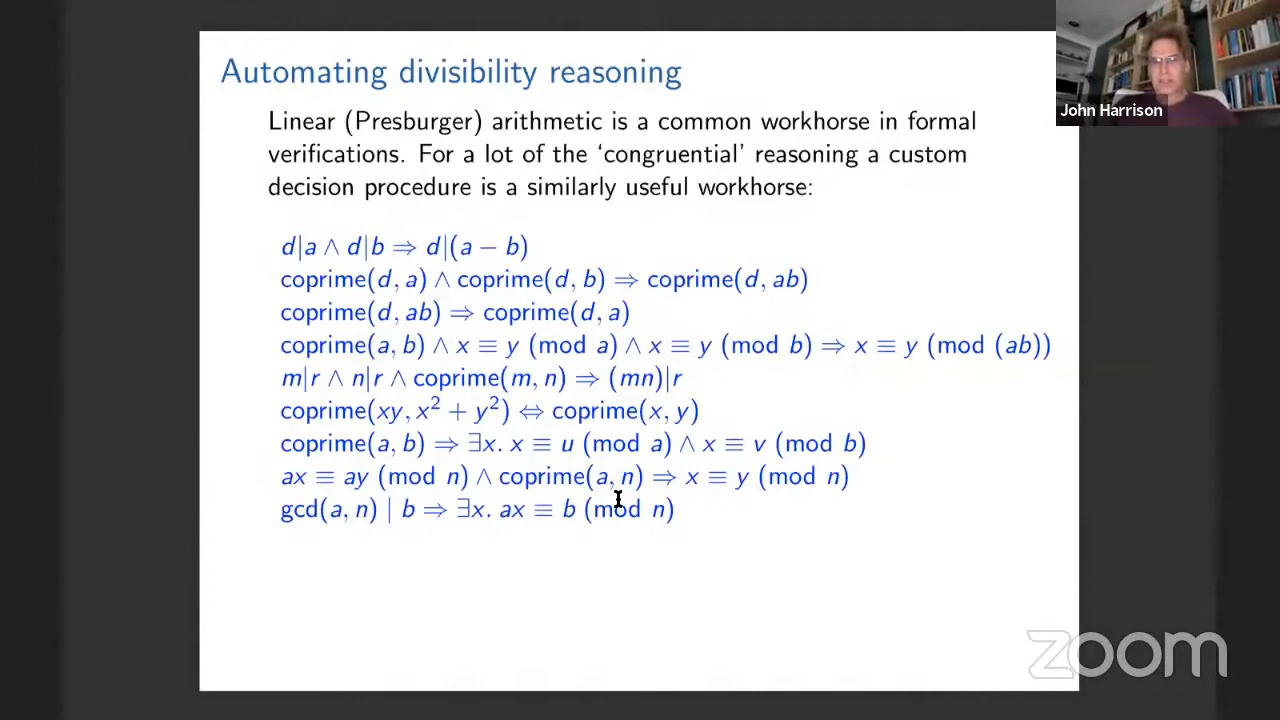 Automating divisibility reasoning
John Harrison
Linear (Presburger) arithmetic is a common workhorse in formal
verifications. For a lot of the ‘congruential’ reasoning a custom
decision procedure is a similarly useful workhorse:
d|a ∧ d|b ⇒ d|(a − b)
coprime(d, a) ∧ coprime(d, b) ⇒ coprime(d, ab)
coprime(d, ab) ⇒ coprime(d, a)
coprime(a, b) ∧ x ≡ y (mod a) ∧ x ≡ y (mod b) ⇒ x ≡ y (mod (ab))
m|r ∧ n|r ∧ coprime(m, n) ⇒ (mn)|r
coprime(xy, x² + y²) ⇔ coprime(x, y)
coprime(a, b) ⇒ ∃x. x ≡ u (mod a) ∧ x ≡ v (mod b)
ax ≡ ay (mod n) ∧ coprime(a, n) ⇒ x ≡ y (mod n)
gcd(a, n) | b ⇒ ∃x. ax ≡ b (mod n)
zoom